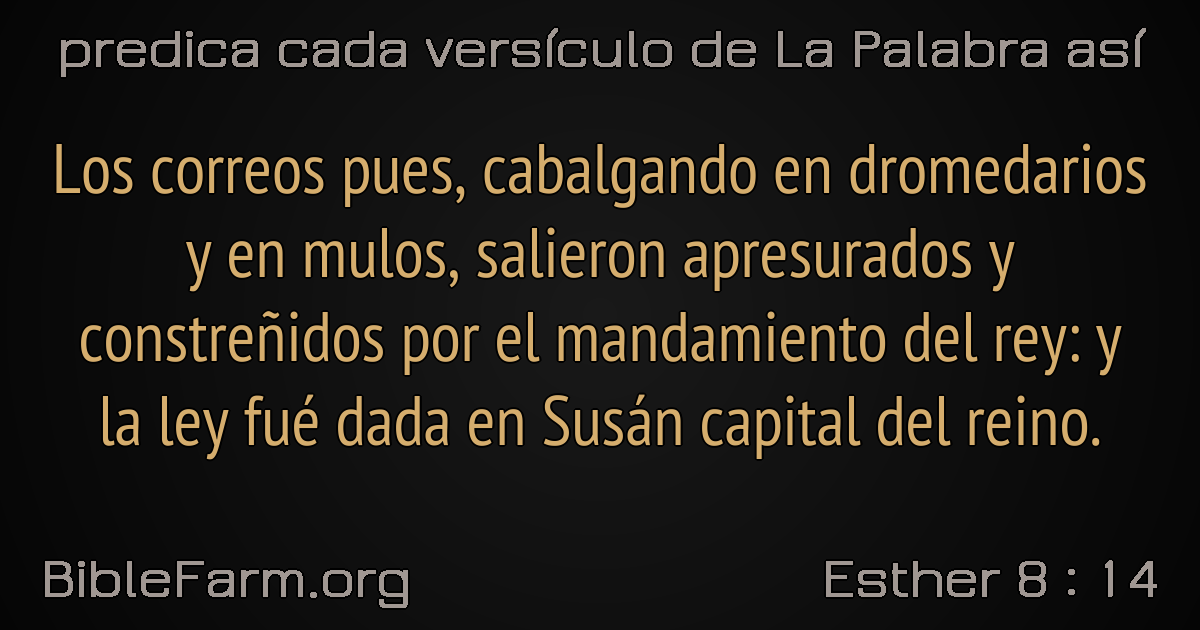 predica cada versículo de La Palabra así
Los correos pues, cabalgando en dromedarios
y en mulos, salieron apresurados y
constreñidos por el mandamiento del rey: y
la ley fué dada en Susán capital del reino.
BibleFarm.org
Esther 8 : 14